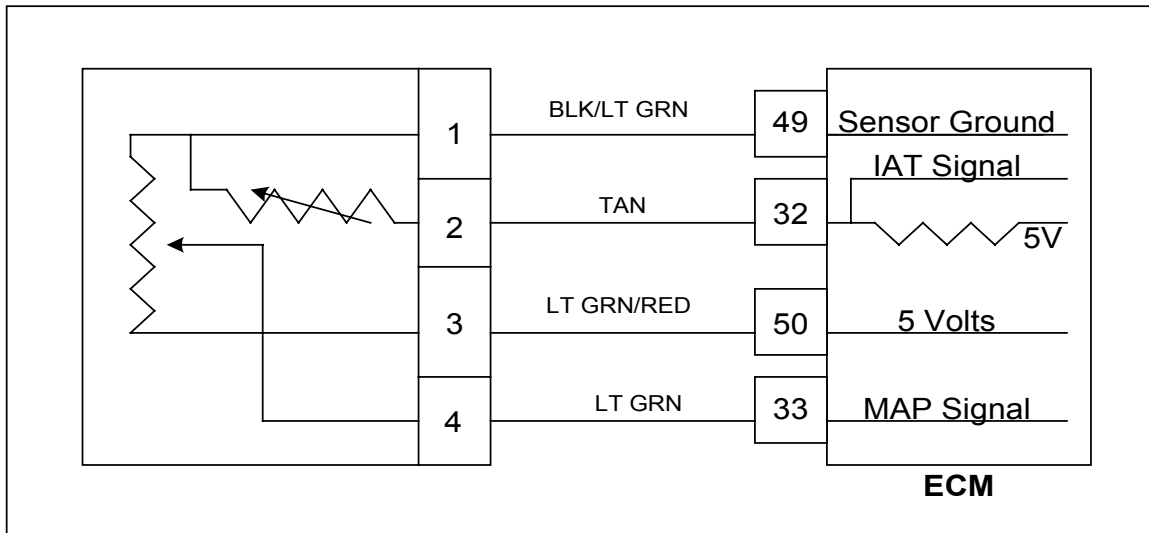 1
BLK/LT GRN
49
Sensor Ground
IAT Signal
2
TAN
32
5V
3
LT GRN/RED
50
5 Volts
4
LT GRN
33
MAP Signal
ECM